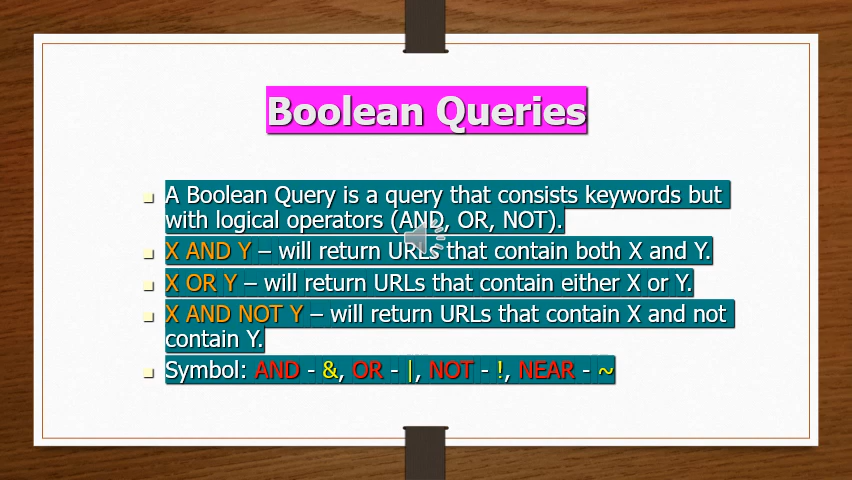 Boolean Queries
A Boolean Query is a query that consists keywords but
with logical operators (AND, OR, NOT).
X AND Y – will return URLs that contain both X and Y.
X OR Y – will return URLs that contain either X or Y.
X AND NOT Y – will return URLs that contain X and not
contain Y.
Symbol: AND - &, OR - |, NOT - !, NEAR - ~